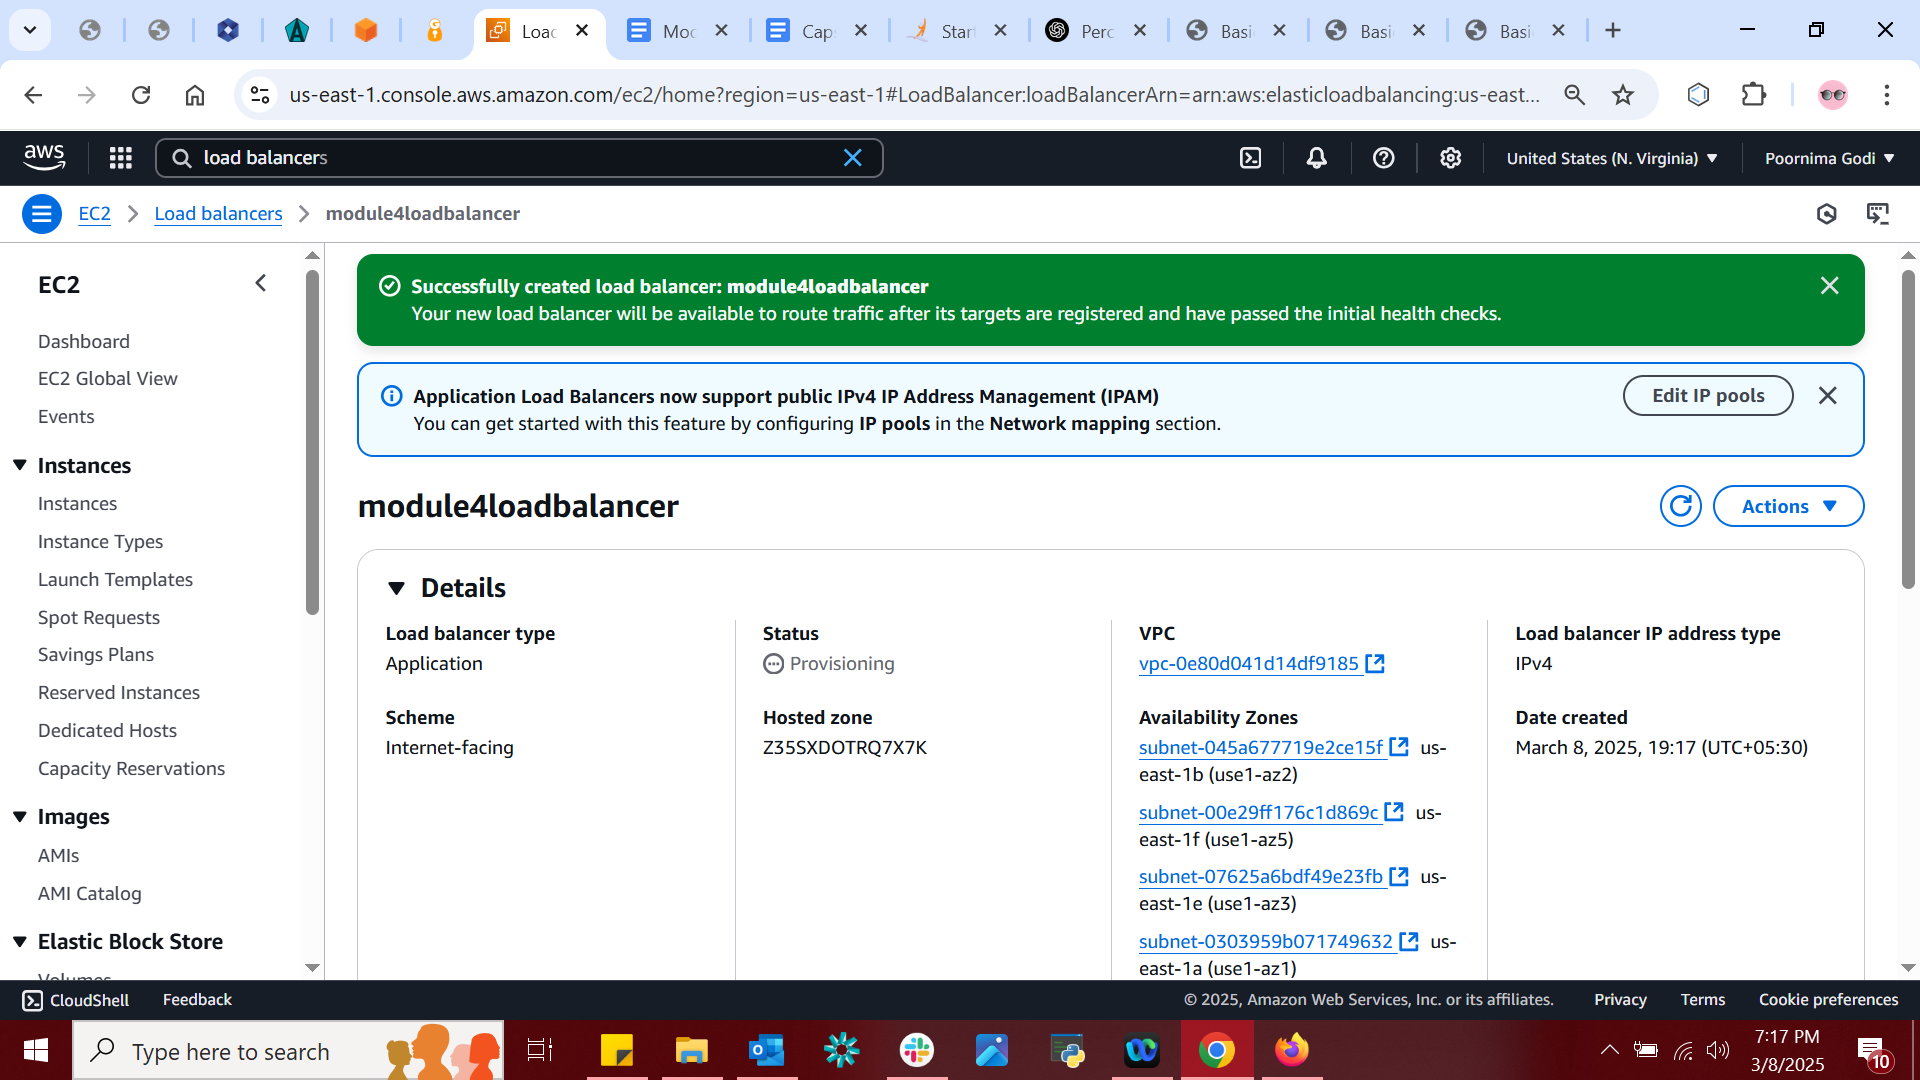 Loac
Moc
Cap
Star
Perc
Basi
Basi
Basi
us-east-1.console.aws.amazon.com/ec2/home?region=us-east-1#LoadBalancer:loadBalancerArn=arn:aws:elasticloadbalancing:us-east...
aws
load balancers
United States (N. Virginia) ▼
Poornima Godi ▼
EC2 > Load balancers > module4loadbalancer
EC2
Dashboard
EC2 Global View
Events
Instances
Instances
Instance Types
Launch Templates
Spot Requests
Savings Plans
Reserved Instances
Dedicated Hosts
Capacity Reservations
Images
AMIs
AMI Catalog
Elastic Block Store
Volumes
Successfully created load balancer: module4loadbalancer
Your new load balancer will be available to route traffic after its targets are registered and have passed the initial health checks.
Application Load Balancers now support public IPv4 IP Address Management (IPAM)
You can get started with this feature by configuring IP pools in the Network mapping section.
Edit IP pools
module4loadbalancer
Actions ▼
Details
Load balancer type
Application
Scheme
Internet-facing
Status
Provisioning
Hosted zone
Z35SXDOTRQ7X7K
VPC
vpc-0e80d041d14df9185
Availability Zones
subnet-045a677719e2ce15f us-
east-1b (use1-az2)
subnet-00e29ff176c1d869c us-
east-1f (use1-az5)
subnet-07625a6bdf49e23fb us-
east-1e (use1-az3)
subnet-0303959b071749632 us-
east-1a (use1-az1)
Load balancer IP address type
IPv4
Date created
March 8, 2025, 19:17 (UTC+05:30)
CloudShell
Feedback
© 2025, Amazon Web Services, Inc. or its affiliates.
Privacy
Terms
Cookie preferences
Type here to search
7:17 PM
3/8/2025
10